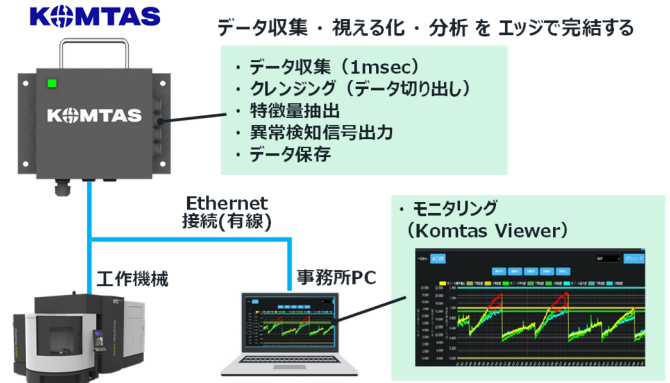 KOMTAS
データ収集・視える化・分析 を エッジで完結する
・データ収集（1msec）
・クレンジング（データ切り出し）
・特徴量抽出
・異常検知信号出力
・データ保存
KOMTAS
Ethernet
接続(有線)
・モニタリング
（Komtas Viewer）
工作機械
事務所PC